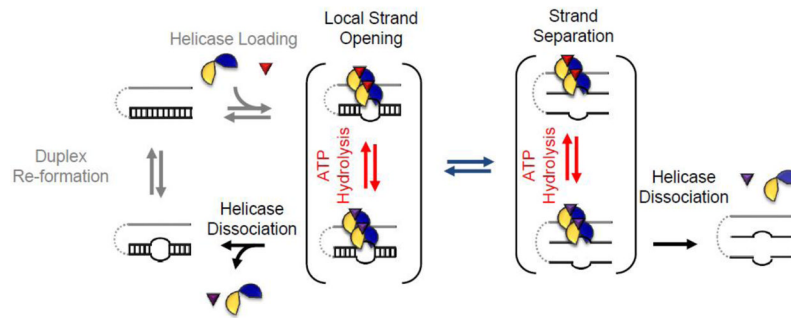 Helicase Loading
Local Strand
Opening
Strand
Separation
ATP
Hydrolysis
ATP
Hydrolysis
Duplex
Re-formation
Helicase
Dissociation
Helicase
Dissociation